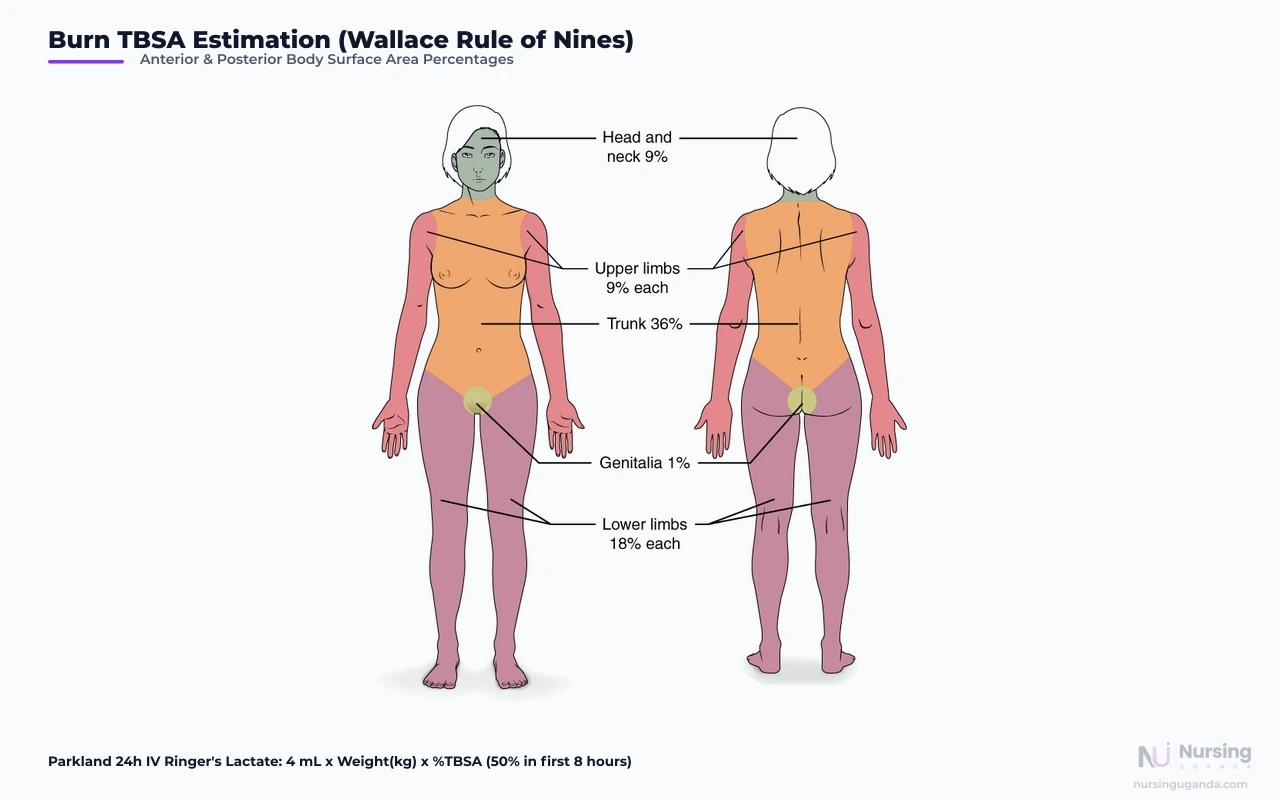 Burn TBSA Estimation (Wallace Rule of Nines)
Anterior & Posterior Body Surface Area Percentages
Head and
neck 9%
Upper limbs
9% each
Trunk 36%
Genitalia 1%
Lower limbs
18% each
Parkland 24h IV Ringer's Lactate: 4 mL x Weight(kg) x %TBSA (50% in first 8 hours)
NU Nursing
UGANDA
nursinguganda.com